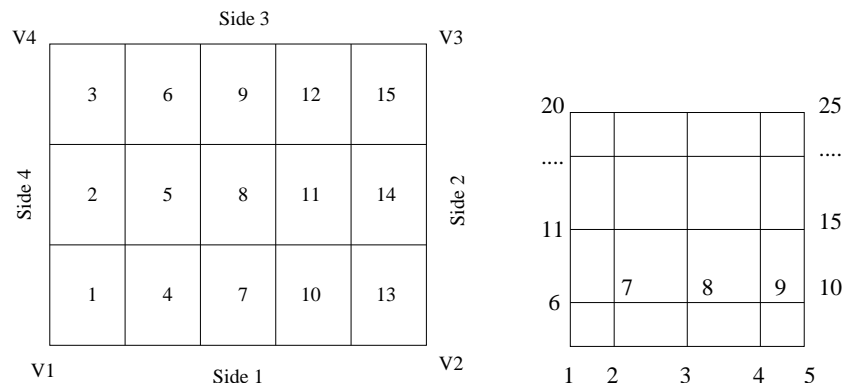 Side 3
V4 V3
3 6 9 12 15
Side 4
2 5 8 11 14
Side 2
1 4 7 10 13
V1 Side 1 V2
20 25
.... ....
11 15
7 8 9 10
6
1 2 3 4 5